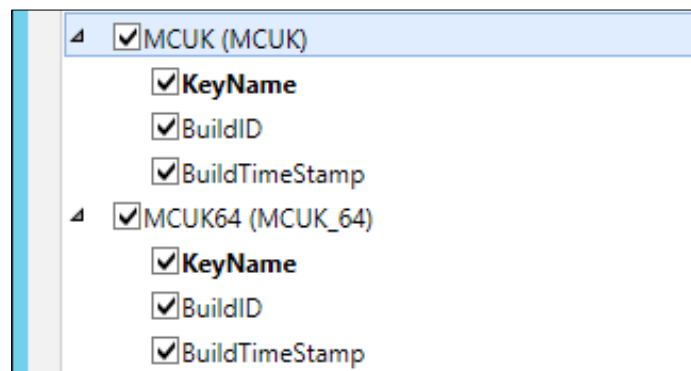 MCUK (MCUK)
KeyName
BuildID
BuildTimeStamp
MCUK64 (MCUK_64)
KeyName
BuildID
BuildTimeStamp